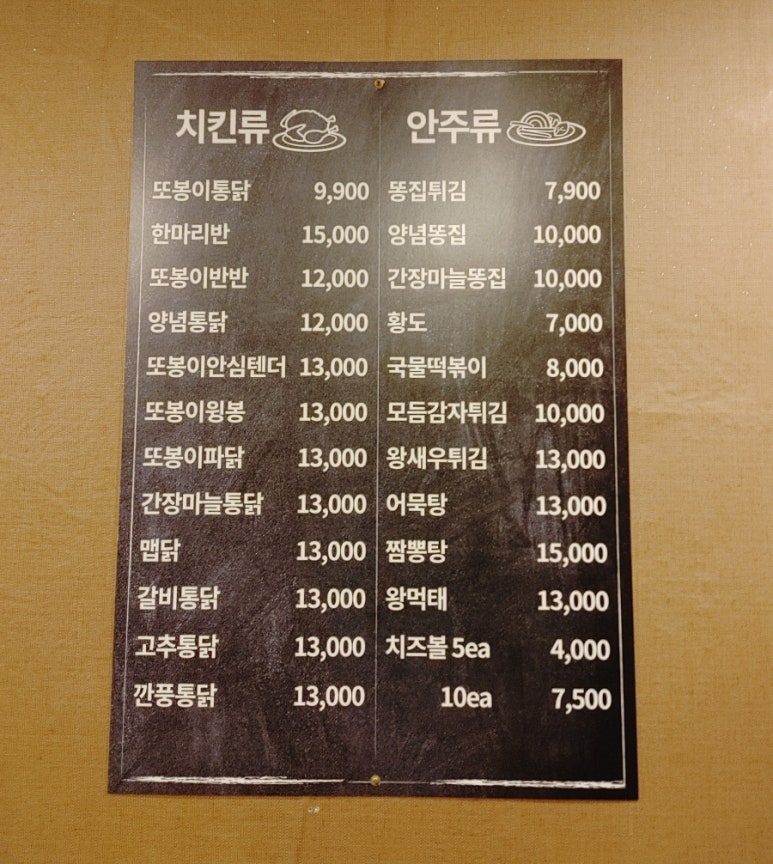 치킨류
또봉이통닭 9,900
한마리반 15,000
또봉이반반 12,000
양념통닭 12,000
또봉이안심텐더 13,000
또봉이윙봉 13,000
또봉이파닭 13,000
간장마늘통닭 13,000
맵닭 13,000
갈비통닭 13,000
고추통닭 13,000
깐풍통닭 13,000
안주류
똥집튀김 7,900
양념똥집 10,000
간장마늘똥집 10,000
황도 7,000
국물떡볶이 8,000
모듬감자튀김 10,000
왕새우튀김 13,000
어묵탕 13,000
짬뽕탕 15,000
왕먹태 13,000
치즈볼 5ea 4,000
10ea 7,500